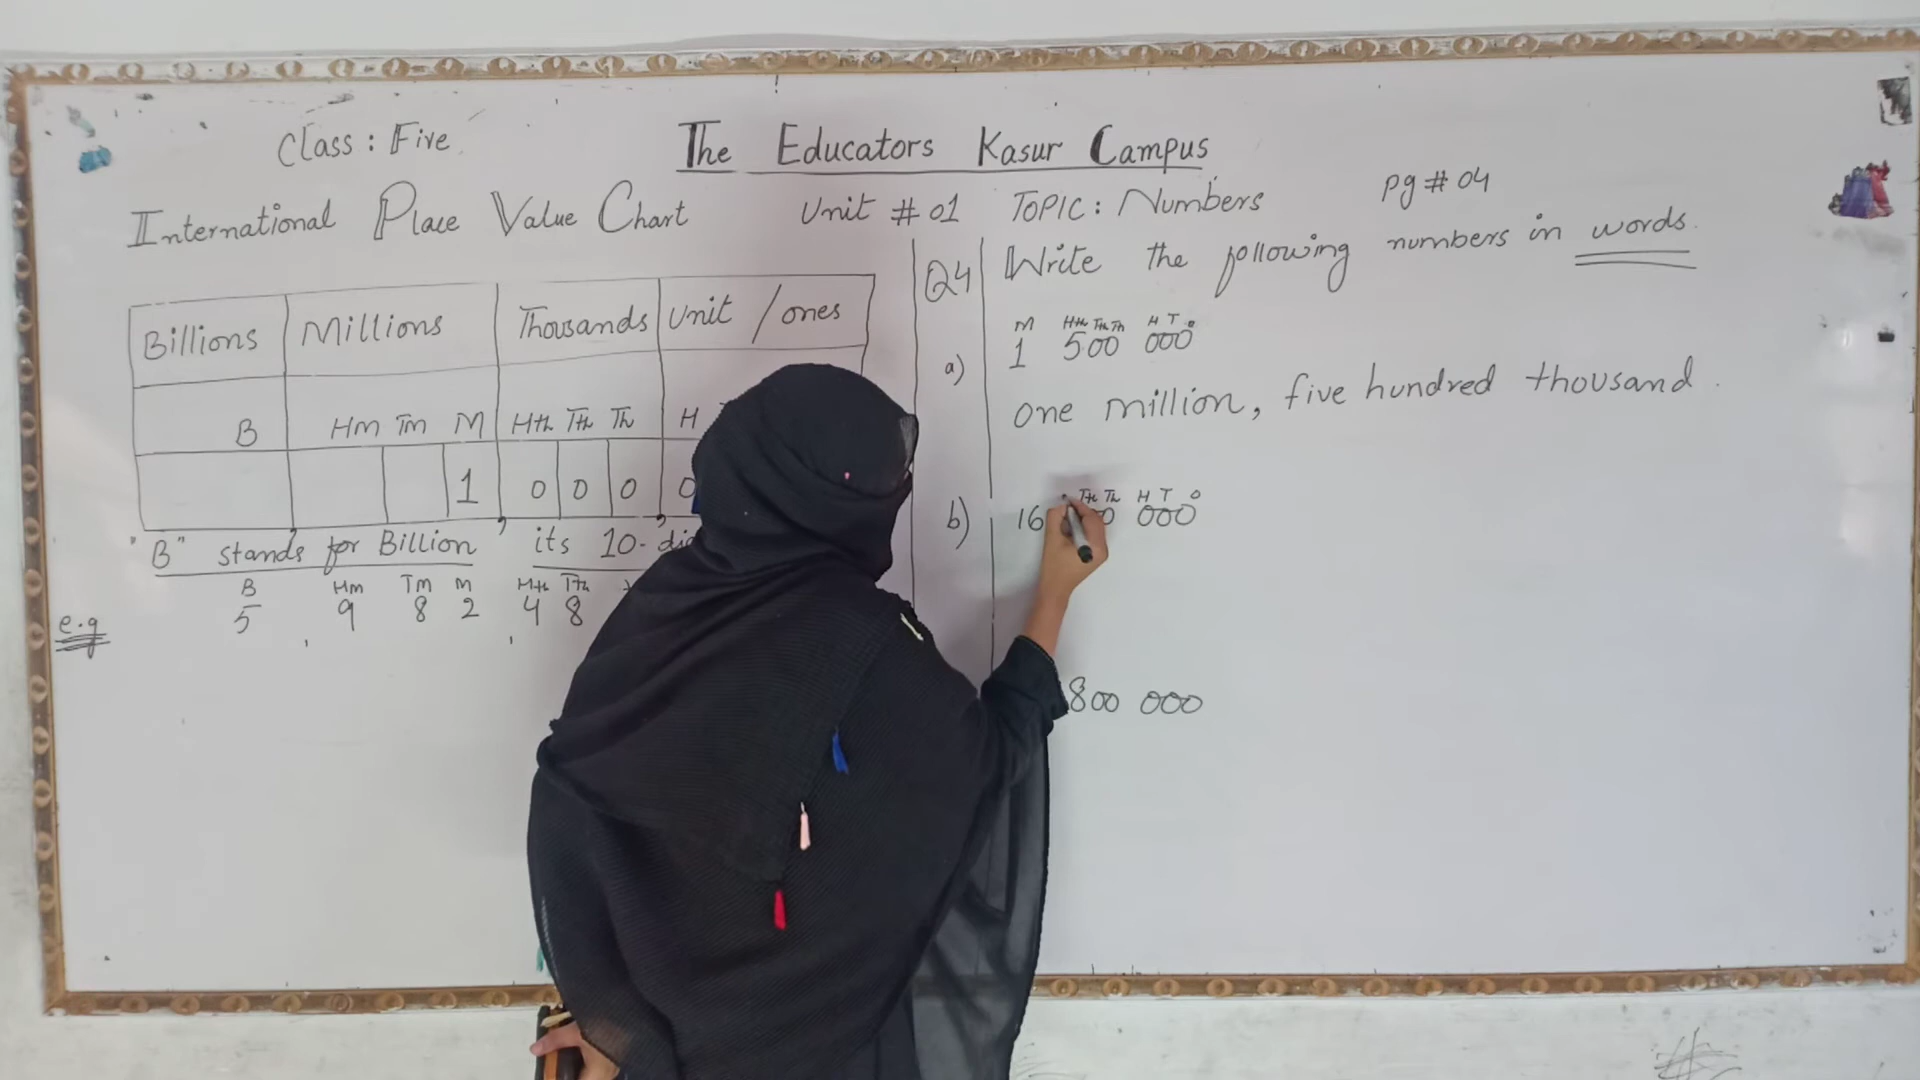 Class: Five
The Educators Kasur Campus
International Place Value Chart
Unit # 01 TOPIC: Numbers pg# 04
Billions Millions Thousands Unit / ones
B Hm Tm M Hth Tth Th H
1 0 0 0 0
"B" stands for Billion, its 10-
B Hm Tm M Hth Tth
e.g 5, 9 8 2, 4 8
Q4 Write the following numbers in words.
M Hth Tth Th H T o
a) 1 500 000
one million, five hundred thousand.
Tth Th H T o
b) 16 000
800 000